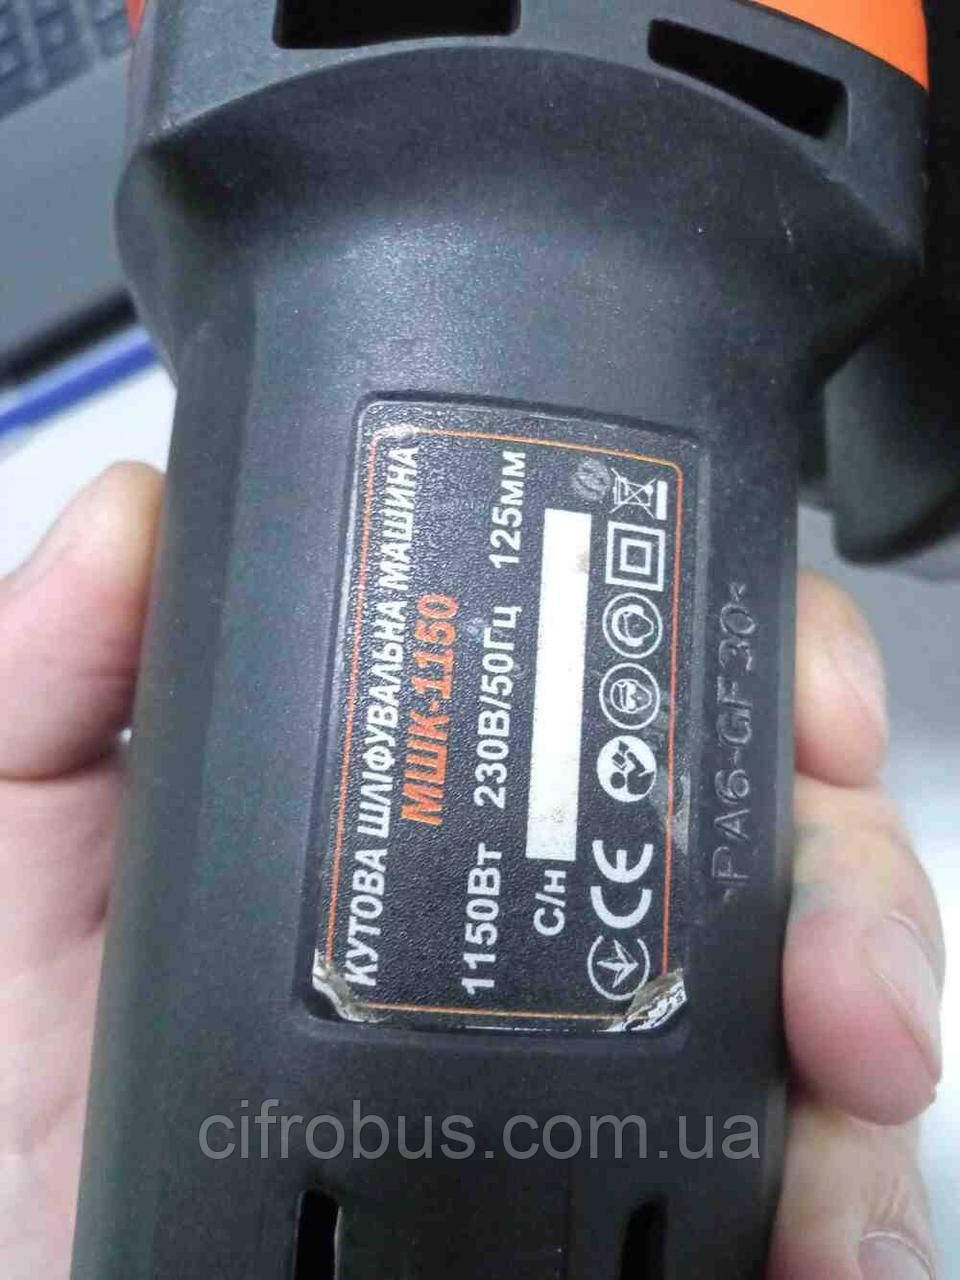 КУТОВА ШЛІФУВАЛЬНА МАШИНА
МШК-1150
1150Вт 230В/50Гц 125мм
С/н
CE
>PA6-GF30<
cifrobus.com.ua